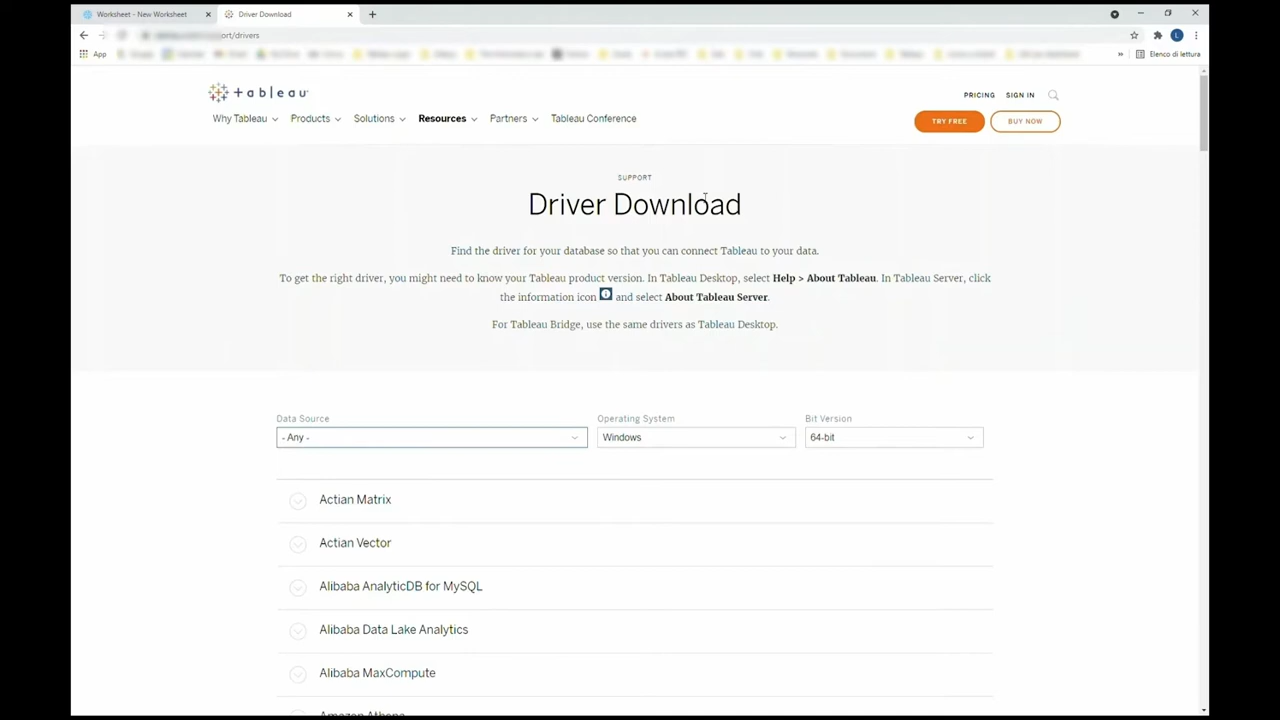 Worksheet - New Worksheet
Driver Download
ort/drivers
App
Elenco di lettura
+ableau
PRICING
SIGN IN
Why Tableau
Products
Solutions
Resources
Partners
Tableau Conference
TRY FREE
BUY NOW
SUPPORT
Driver Download
Find the driver for your database so that you can connect Tableau to your data.
To get the right driver, you might need to know your Tableau product version. In Tableau Desktop, select Help > About Tableau. In Tableau Server, click
the information icon and select About Tableau Server.
For Tableau Bridge, use the same drivers as Tableau Desktop.
Data Source
Operating System
Bit Version
- Any -
Windows
64-bit
Actian Matrix
Actian Vector
Alibaba AnalyticDB for MySQL
Alibaba Data Lake Analytics
Alibaba MaxCompute
Amazon Athena